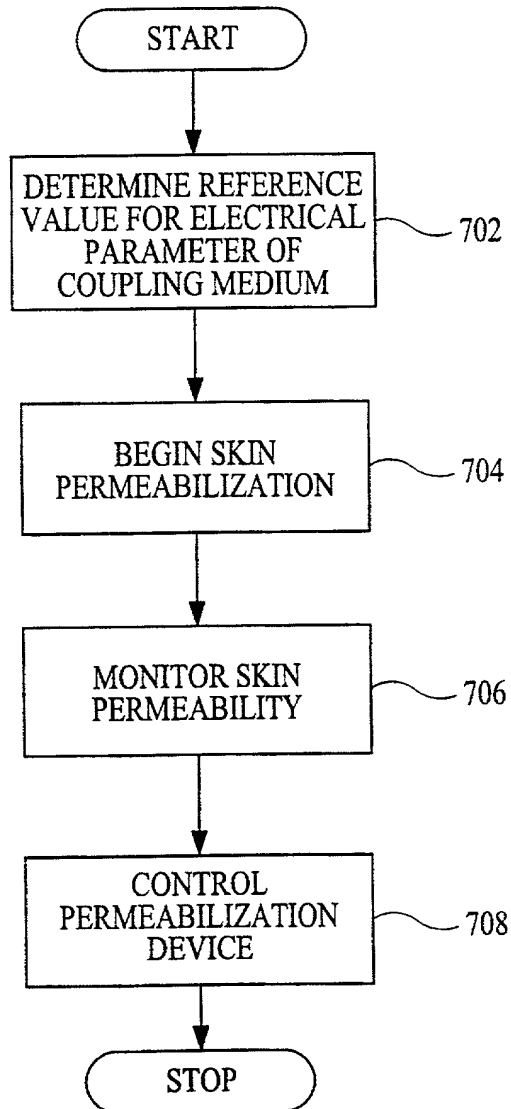 START
DETERMINE REFERENCE
VALUE FOR ELECTRICAL
PARAMETER OF
COUPLING MEDIUM
702
BEGIN SKIN
PERMEABILIZATION
704
MONITOR SKIN
PERMEABILITY
706
CONTROL
PERMEABILIZATION
DEVICE
708
STOP